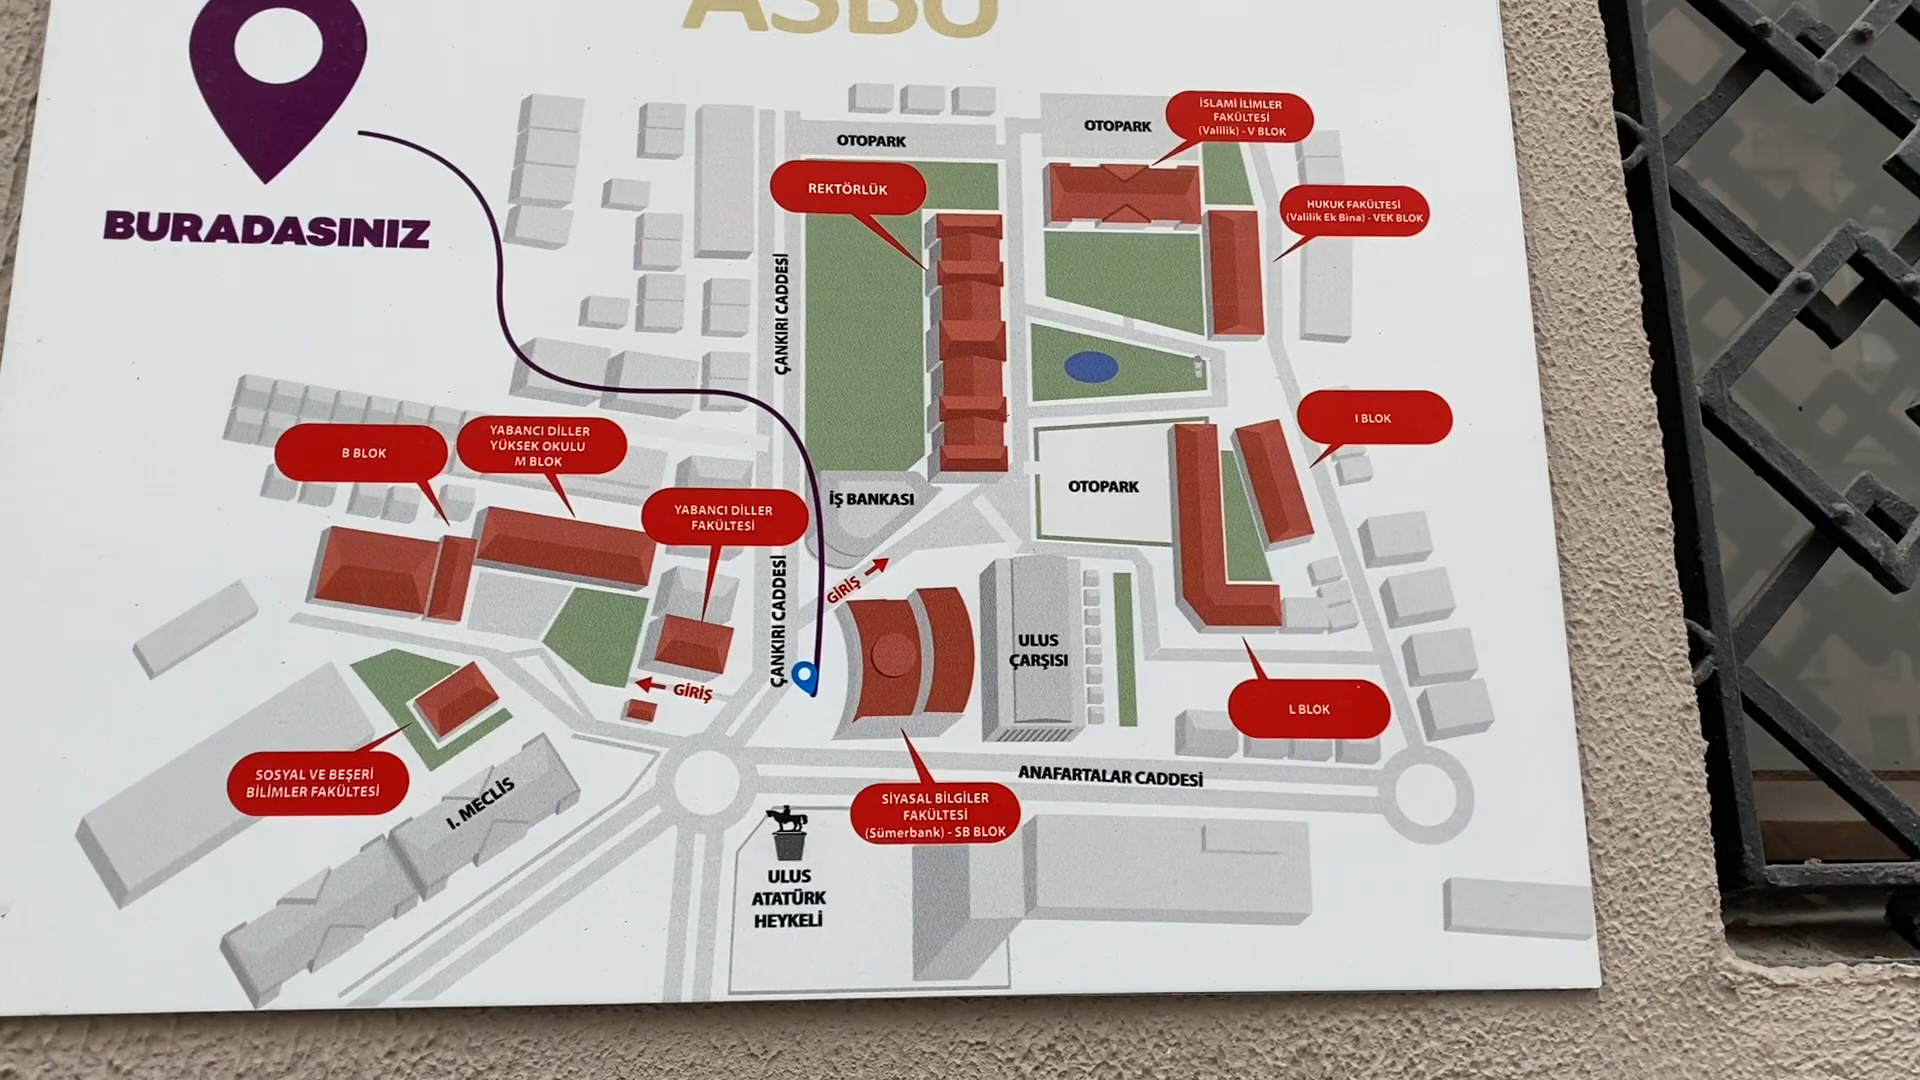 ASBÜ
BURADASINIZ
OTOPARK
OTOPARK
İSLAMİ İLİMLER
FAKÜLTESİ
(Valilik) - V BLOK
REKTÖRLÜK
HUKUK FAKÜLTESİ
(Valilik Ek Bina) - VEK BLOK
ÇANKIRI CADDESİ
I BLOK
B BLOK
YABANCI DİLLER
YÜKSEK OKULU
M BLOK
YABANCI DİLLER
FAKÜLTESİ
İŞ BANKASI
OTOPARK
ÇANKIRI CADDESİ
GİRİŞ
ULUS
ÇARŞISI
GİRİŞ
L BLOK
SOSYAL VE BEŞERİ
BİLİMLER FAKÜLTESİ
I. MECLİS
ANAFARTALAR CADDESİ
SİYASAL BİLGİLER
FAKÜLTESİ
(Sümerbank) - SB BLOK
ULUS
ATATÜRK
HEYKELİ